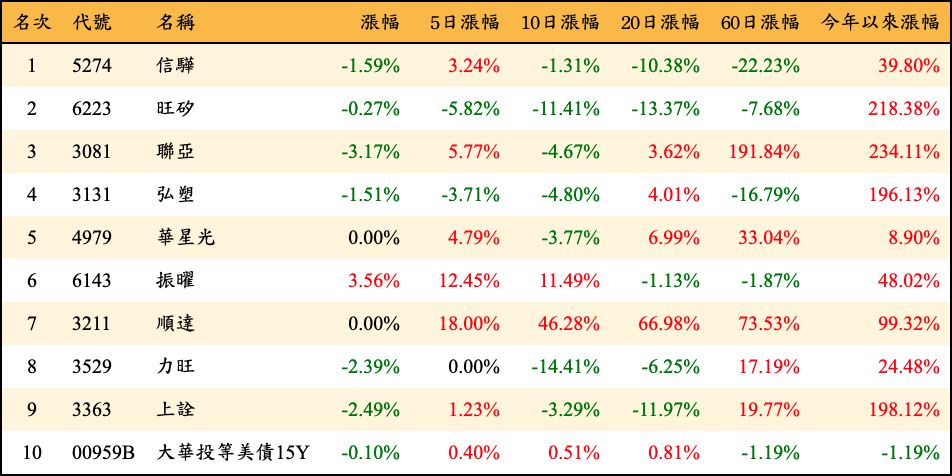 名次 代號 名稱 漲幅 5日漲幅 10日漲幅 20日漲幅 60日漲幅 今年以來漲幅
1 5274 信驊 -1.59% 3.24% -1.31% -10.38% -22.23% 39.80%
2 6223 旺矽 -0.27% -5.82% -11.41% -13.37% -7.68% 218.38%
3 3081 聯亞 -3.17% 5.77% -4.67% 3.62% 191.84% 234.11%
4 3131 弘塑 -1.51% -3.71% -4.80% 4.01% -16.79% 196.13%
5 4979 華星光 0.00% 4.79% -3.77% 6.99% 33.04% 8.90%
6 6143 振曜 3.56% 12.45% 11.49% -1.13% -1.87% 48.02%
7 3211 順達 0.00% 18.00% 46.28% 66.98% 73.53% 99.32%
8 3529 力旺 -2.39% 0.00% -14.41% -6.25% 17.19% 24.48%
9 3363 上詮 -2.49% 1.23% -3.29% -11.97% 19.77% 198.12%
10 00959B 大華投等美債15Y -0.10% 0.40% 0.51% 0.81% -1.19% -1.19%